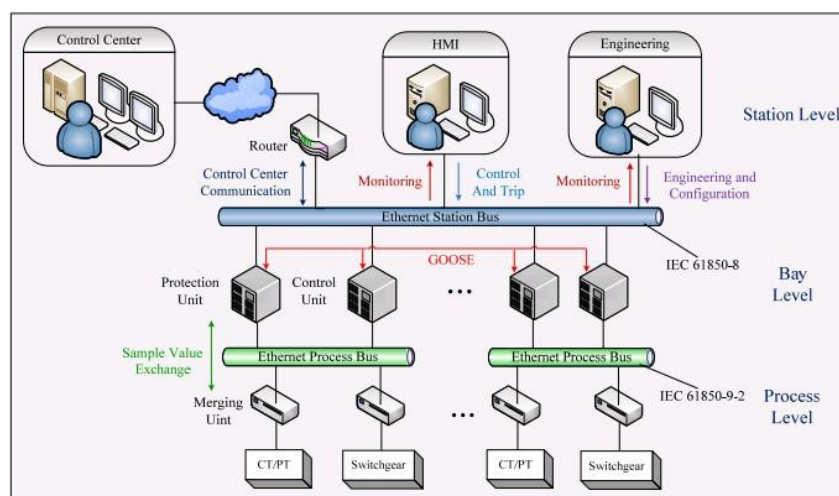 Control Center
HMI
Engineering
Station Level
Router
Control Center
Communication
Monitoring
Control
And Trip
Monitoring
Engineering and
Configuration
Ethernet Station Bus
IEC 61850-8
GOOSE
Protection
Unit
Control
Unit
...
Bay
Level
Sample Value
Exchange
Ethernet Process Bus
Ethernet Process Bus
IEC 61850-9-2
Merging
Uint
...
Process
Level
CT/PT
Switchgear
CT/PT
Switchgear